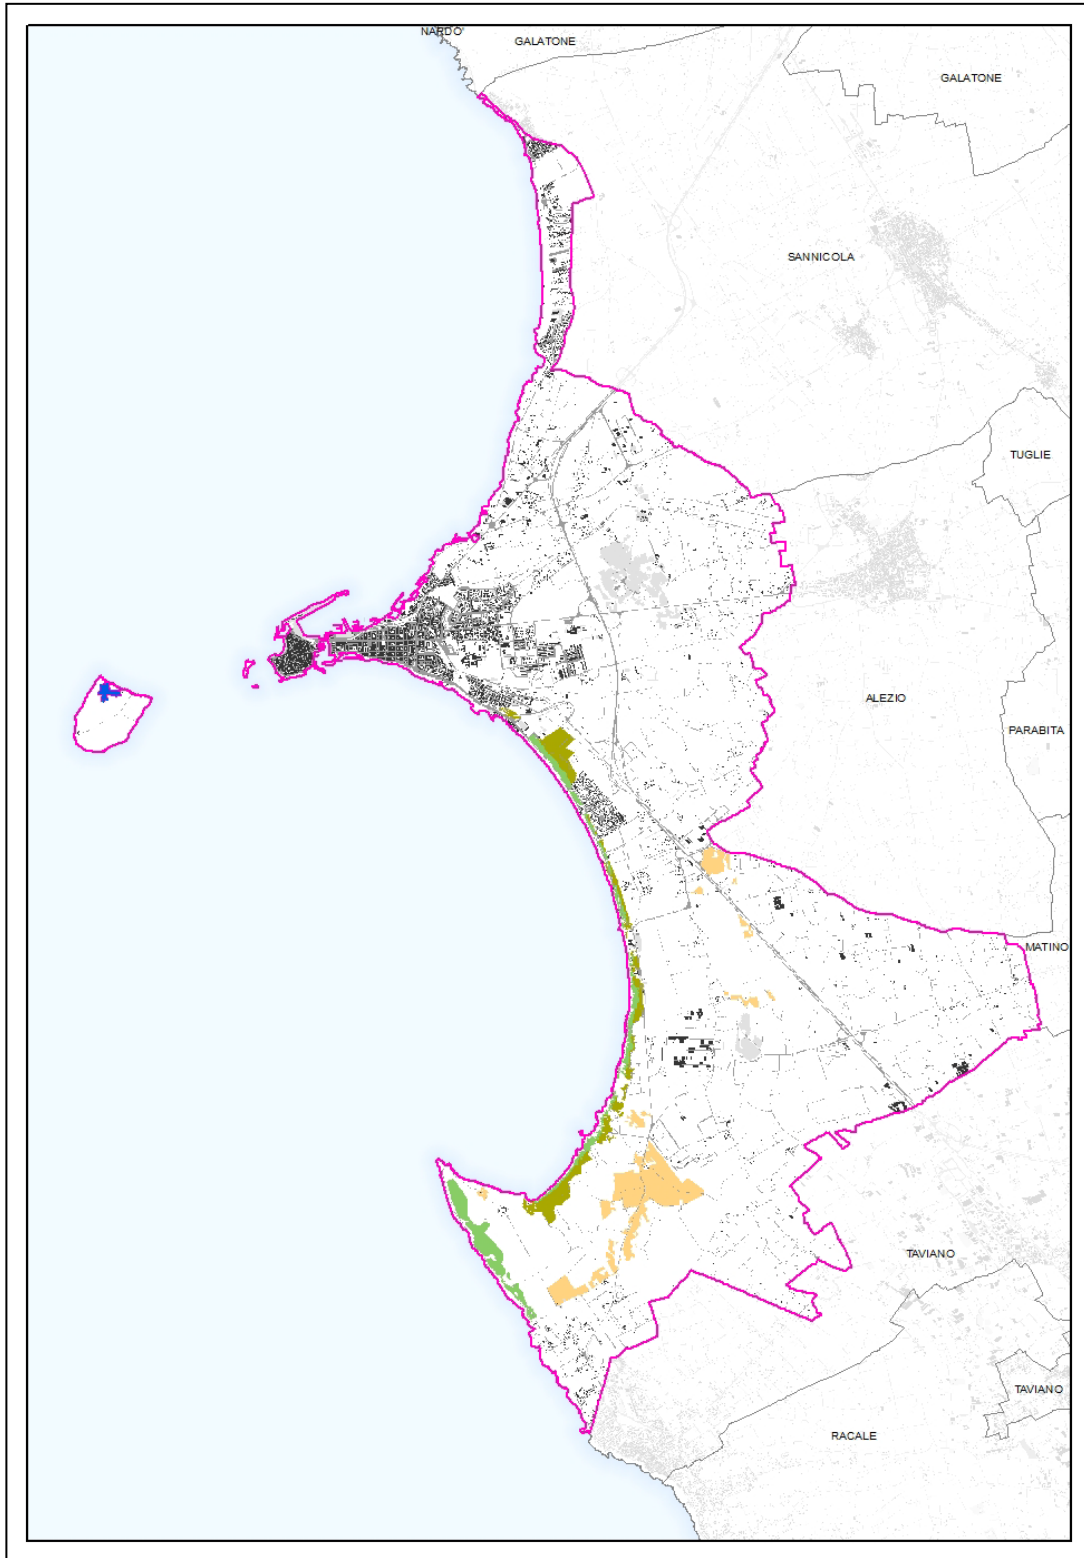 NARDO'
GALATONE
GALATONE
SANNICOLA
TUGLIE
ALEZIO
PARABITA
MATINO
TAVIANO
TAVIANO
RACALE